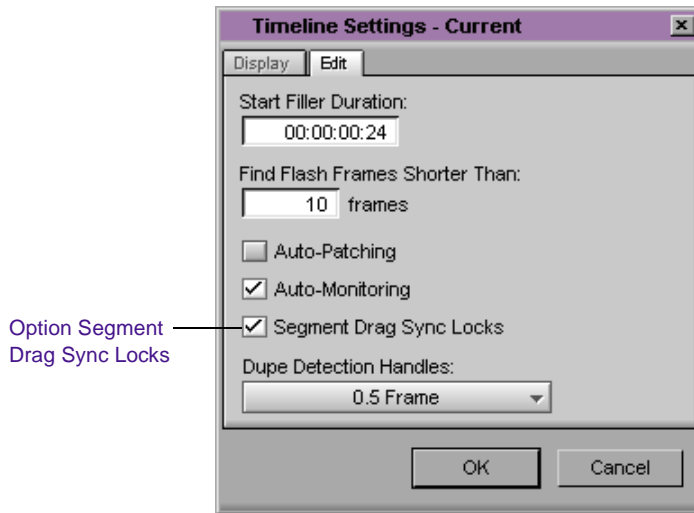 Timeline Settings - Current
Display
Edit
Start Filler Duration:
00:00:00:24
Find Flash Frames Shorter Than:
10 frames
Auto-Patching
Auto-Monitoring
Option Segment
Drag Sync Locks
Segment Drag Sync Locks
Dupe Detection Handles:
0.5 Frame
OK
Cancel